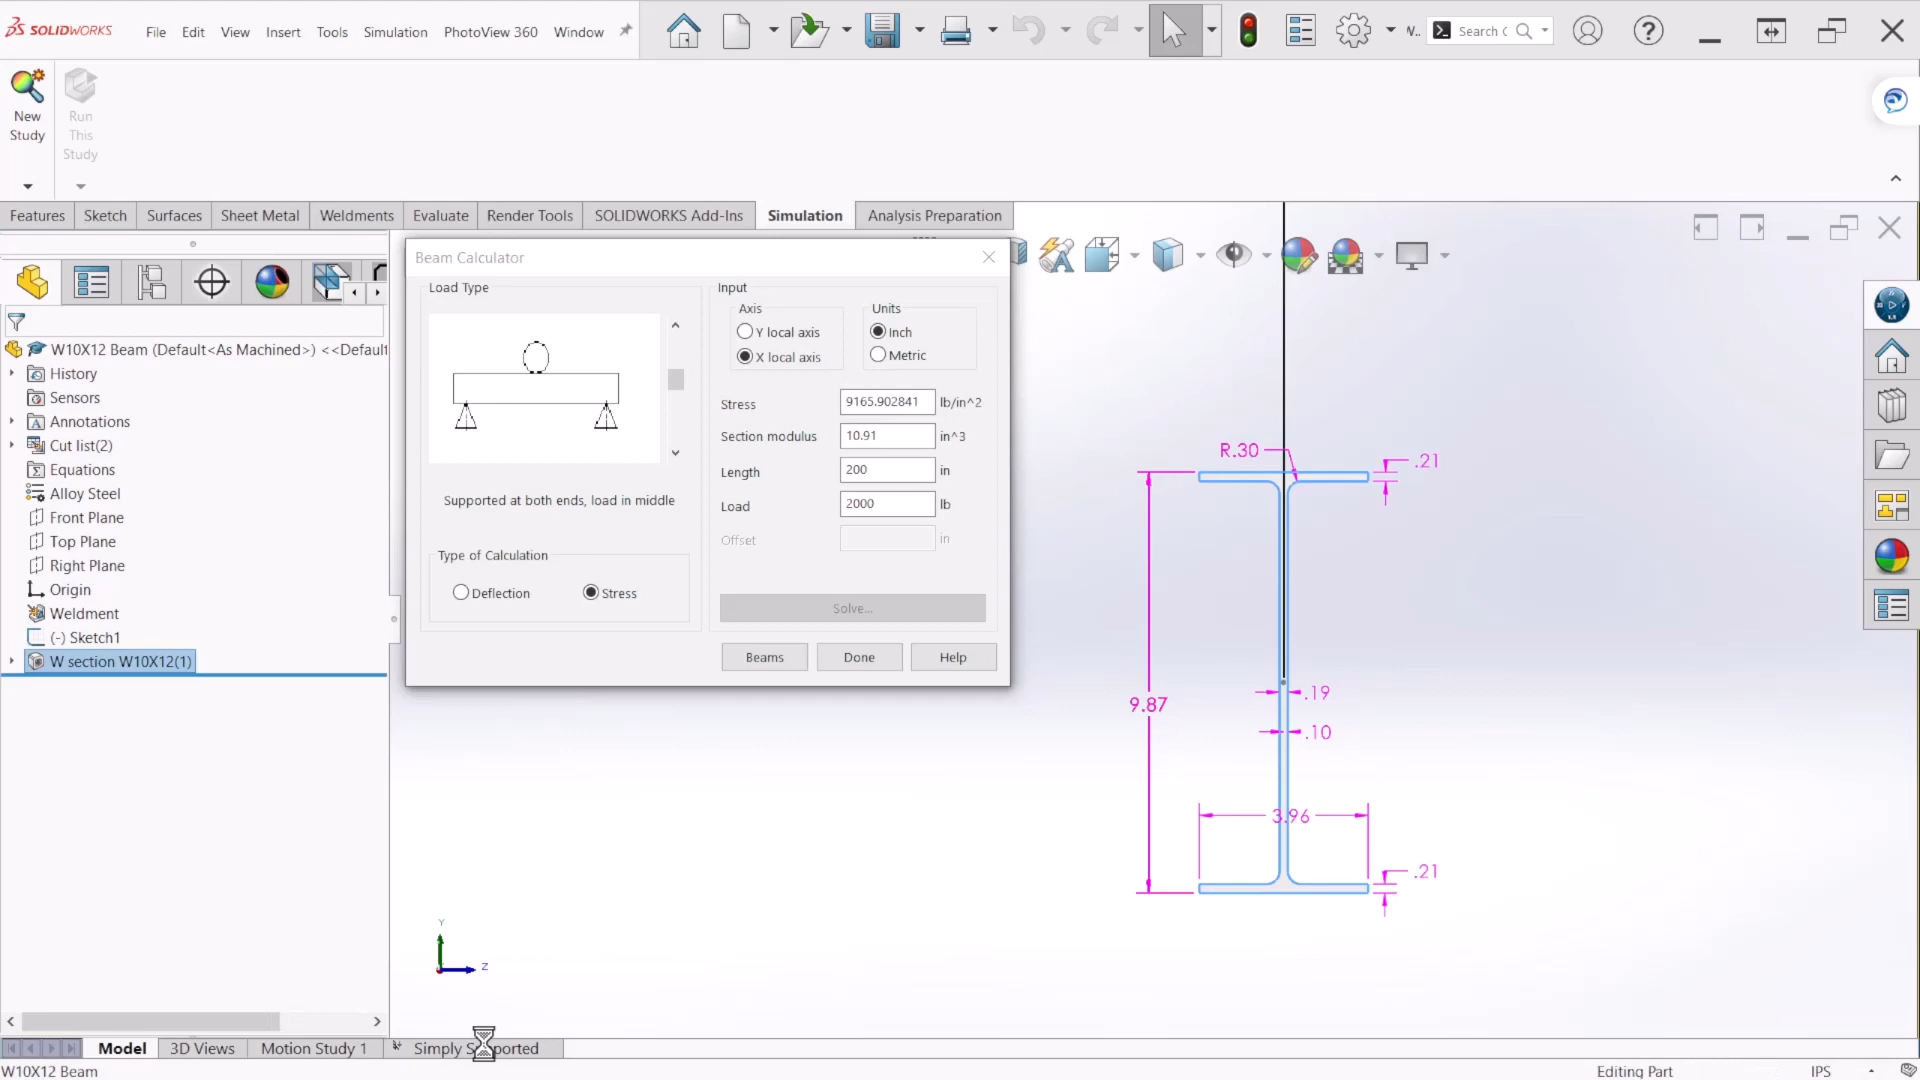 SOLIDWORKS
File Edit View Insert Tools Simulation PhotoView 360 Window
N.. Search C
New
Study
Run
This
Study
Features Sketch Surfaces Sheet Metal Weldments Evaluate Render Tools SOLIDWORKS Add-Ins Simulation Analysis Preparation
W10X12 Beam (Default<As Machined>) <<Default
History
Sensors
Annotations
Cut list(2)
Equations
Alloy Steel
Front Plane
Top Plane
Right Plane
Origin
Weldment
(-) Sketch1
W section W10X12(1)
Beam Calculator
Load Type
Supported at both ends, load in middle
Type of Calculation
Deflection Stress
Input
Axis
Y local axis
X local axis
Units
Inch
Metric
Stress 9165.902841 lb/in^2
Section modulus 10.91 in^3
Length 200 in
Load 2000 lb
Offset in
Solve...
Beams Done Help
R.30
.21
9.87
.19
.10
3.96
.21
Y
Z
Model 3D Views Motion Study 1
W10X12 Beam
Editing Part IPS